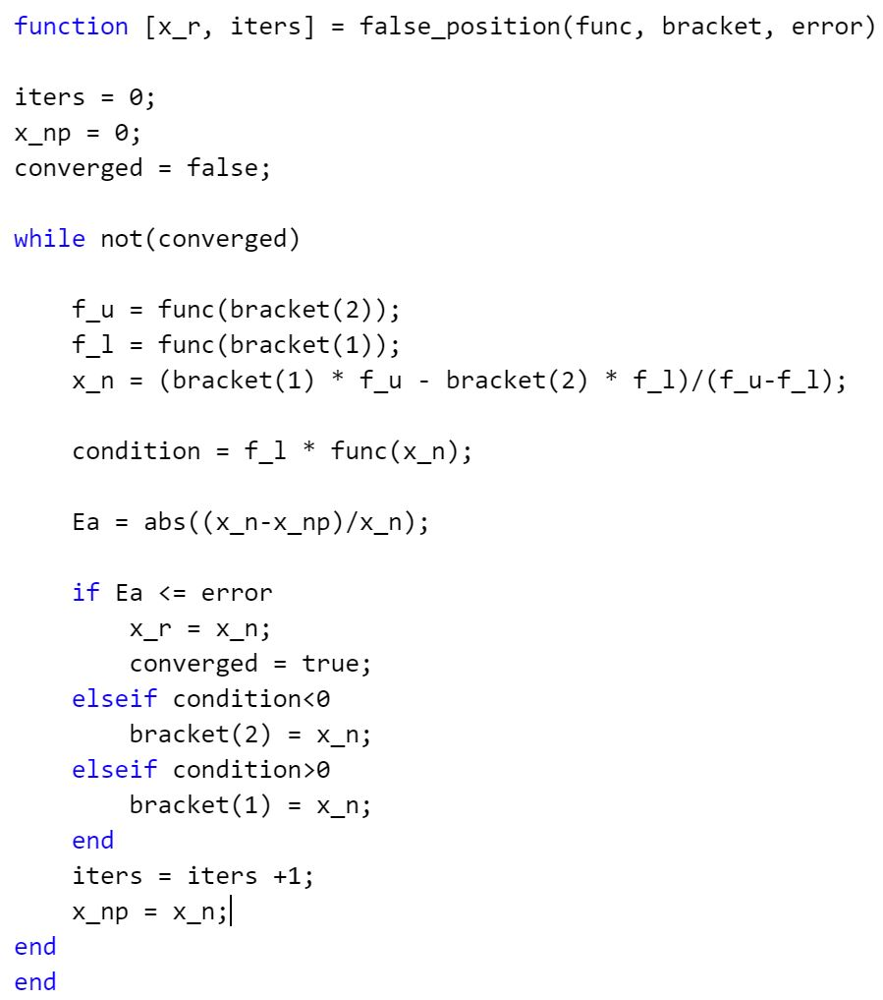 function [x_r, iters] = false_position(func, bracket, error)
iters = 0;
x_np = 0;
converged = false;
while not(converged)
f_u = func(bracket(2));
f_l = func(bracket(1));
x_n = (bracket(1) * f_u - bracket(2) * f_l)/(f_u-f_l);
condition = f_l * func(x_n);
Ea = abs((x_n-x_np)/x_n);
if Ea <= error
x_r = x_n;
converged = true;
elseif condition<0
bracket(2) = x_n;
elseif condition>0
bracket(1) = x_n;
end
iters = iters +1;
x_np = x_n;
end
end